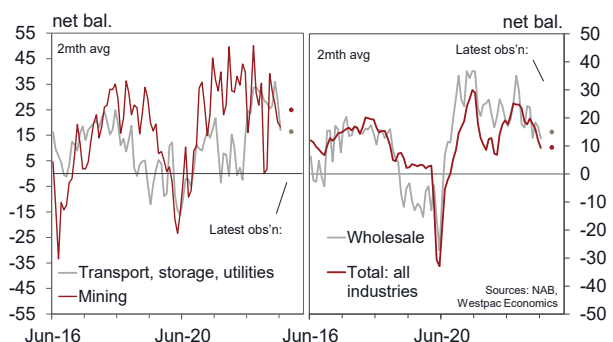 net bal.
2mth avg
55
45
35
25
15
5
-5
-15
-25
-35
-45
-55
Latest obs'n:
Transport, storage, utilities
Mining
Jun-16
Jun-20
net bal.
2mth avg
Latest obs'n:
50
40
30
20
10
0
-10
-20
-30
-40
-50
Wholesale
Total: all
industries
Sources: NAB,
Westpac Economics
Jun-16
Jun-20